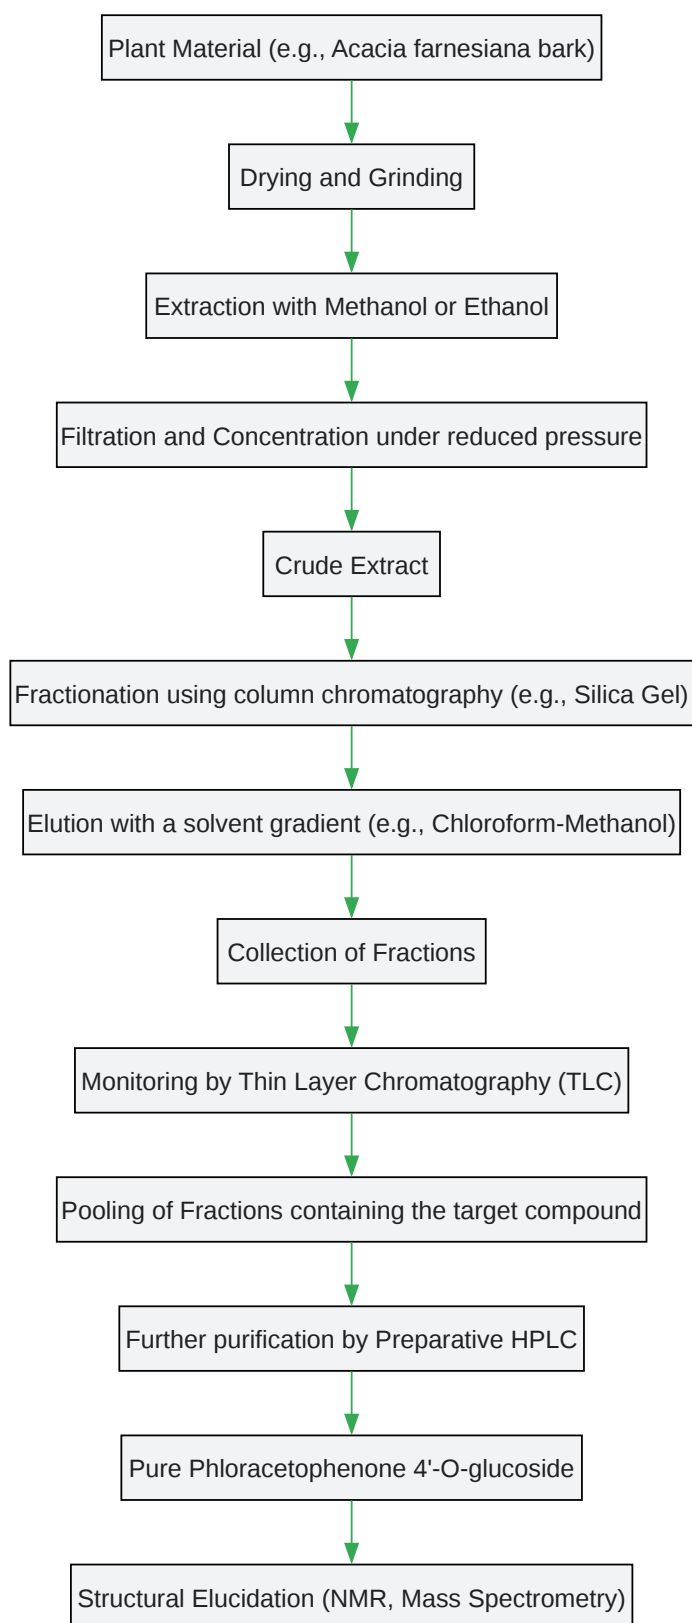 Plant Material (e.g., Acacia farnesiana bark)
Drying and Grinding
Extraction with Methanol or Ethanol
Filtration and Concentration under reduced pressure
Crude Extract
Fractionation using column chromatography (e.g., Silica Gel)
Elution with a solvent gradient (e.g., Chloroform-Methanol)
Collection of Fractions
Monitoring by Thin Layer Chromatography (TLC)
Pooling of Fractions containing the target compound
Further purification by Preparative HPLC
Pure Phloracetophenone 4'-O-glucoside
Structural Elucidation (NMR, Mass Spectrometry)